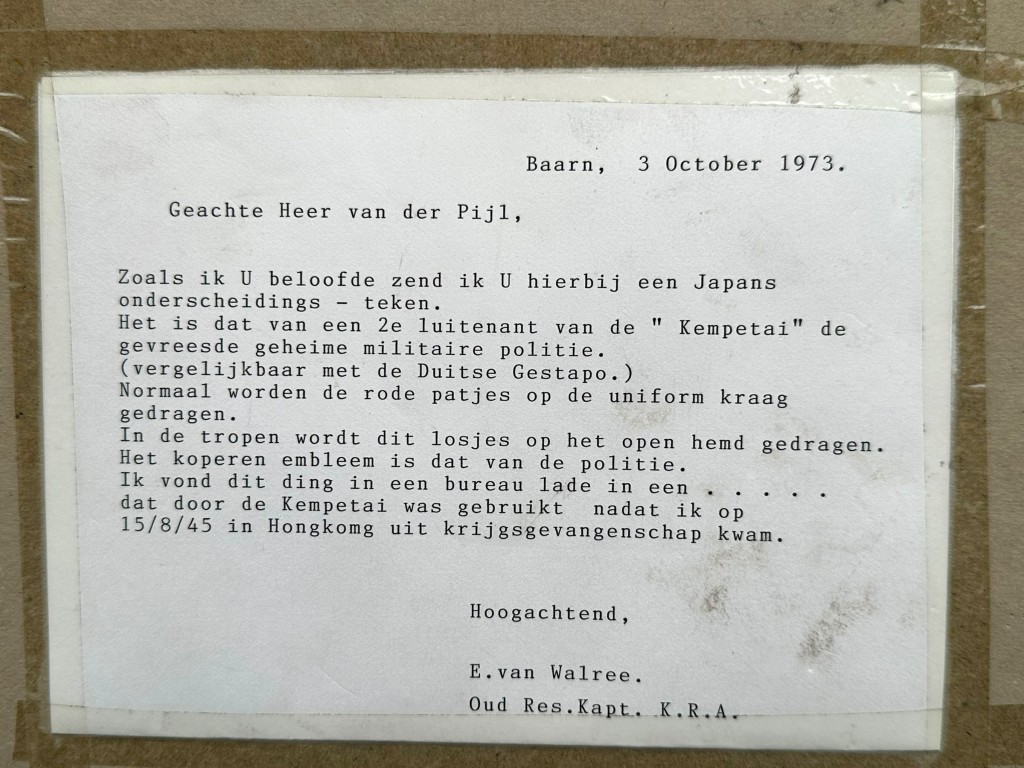 Baarn, 3 October 1973.
Geachte Heer van der Pijl,
Zoals ik U beloofde zend ik U hierbij een Japans
onderscheidings - teken.
Het is dat van een 2e luitenant van de " Kempetai" de
gevreesde geheime militaire politie.
(vergelijkbaar met de Duitse Gestapo.)
Normaal worden de rode patjes op de uniform kraag
gedragen.
In de tropen wordt dit losjes op het open hemd gedragen.
Het koperen embleem is dat van de politie.
Ik vond dit ding in een bureau lade in een . . . . .
dat door de Kempetai was gebruikt nadat ik op
15/8/45 in Hongkomg uit krijgsgevangenschap kwam.
Hoogachtend,
E.van Walree.
Oud Res.Kapt. K.R.A.